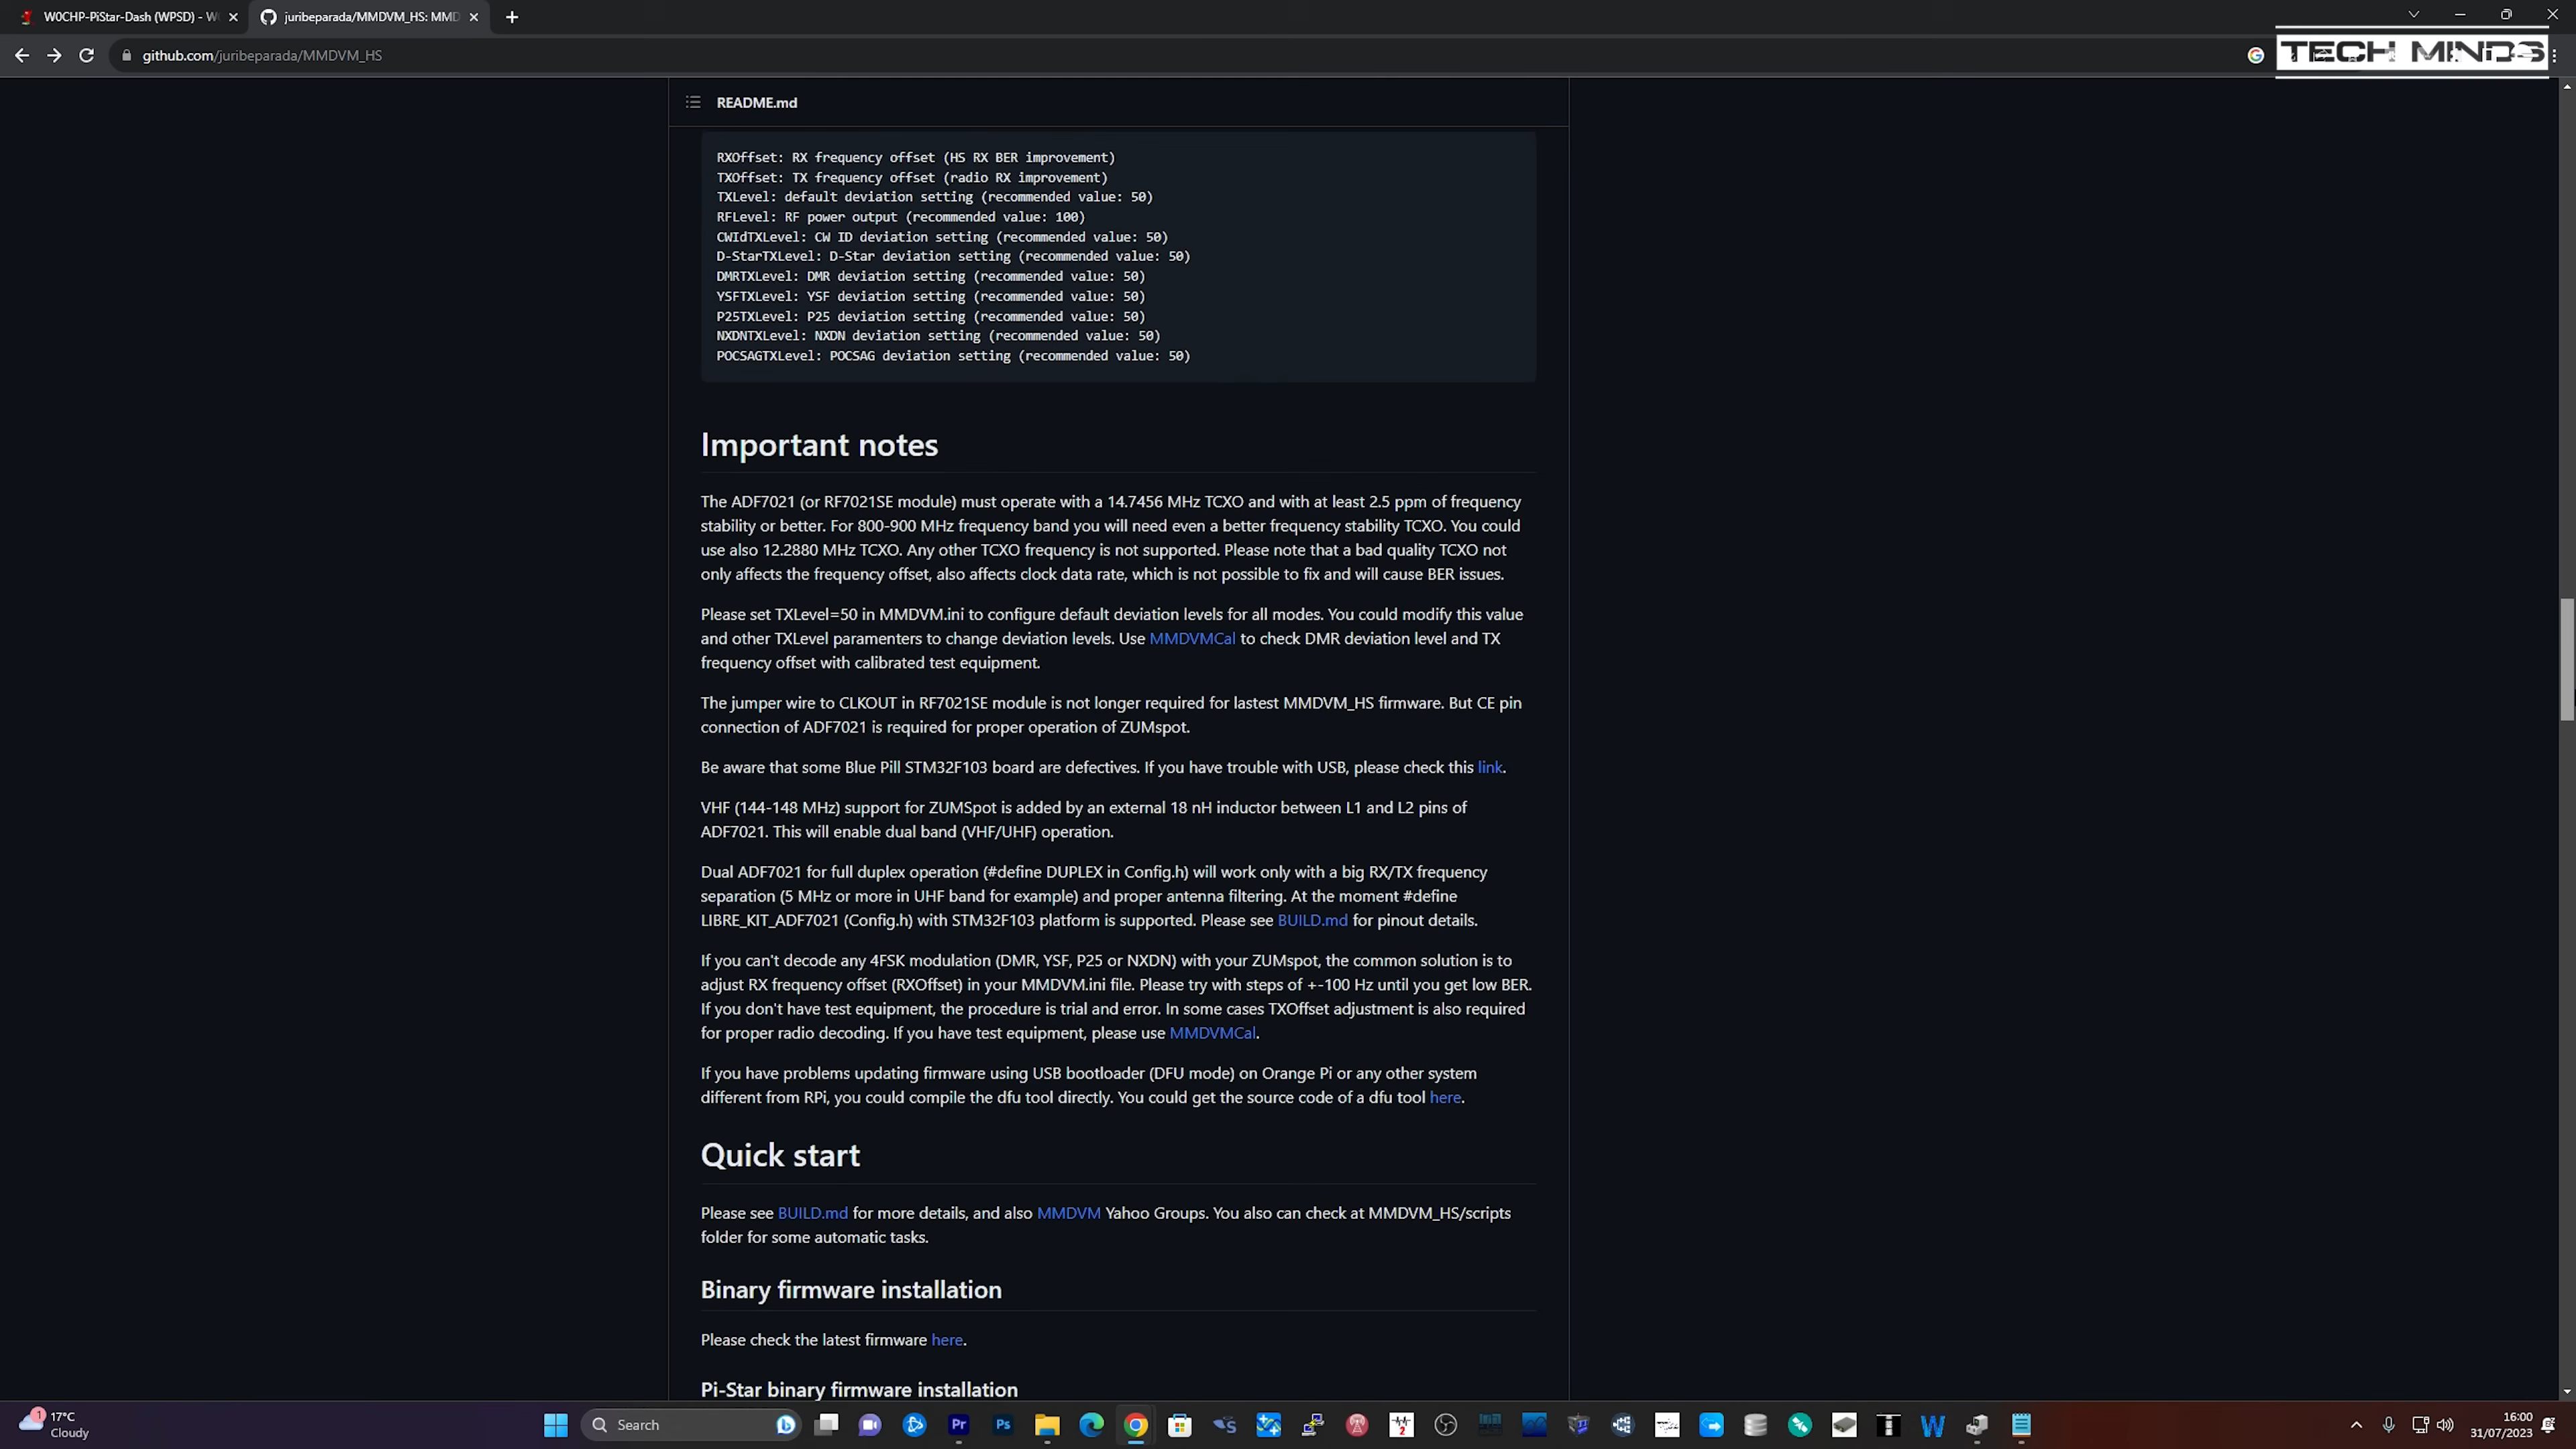 W0CHP-PiStar-Dash (WPSD) - W
juribeparada/MMDVM_HS: MMD
github.com/juribeparada/MMDVM_HS
TECH MINDS
README.md
RXOffset: RX frequency offset (HS RX BER improvement)
TXOffset: TX frequency offset (radio RX improvement)
TXLevel: default deviation setting (recommended value: 50)
RFLevel: RF power output (recommended value: 100)
CWIdTXLevel: CW ID deviation setting (recommended value: 50)
D-StarTXLevel: D-Star deviation setting (recommended value: 50)
DMRTXLevel: DMR deviation setting (recommended value: 50)
YSFTXLevel: YSF deviation setting (recommended value: 50)
P25TXLevel: P25 deviation setting (recommended value: 50)
NXDNTXLevel: NXDN deviation setting (recommended value: 50)
POCSAGTXLevel: POCSAG deviation setting (recommended value: 50)
Important notes
The ADF7021 (or RF7021SE module) must operate with a 14.7456 MHz TCXO and with at least 2.5 ppm of frequency
stability or better. For 800-900 MHz frequency band you will need even a better frequency stability TCXO. You could
use also 12.2880 MHz TCXO. Any other TCXO frequency is not supported. Please note that a bad quality TCXO not
only affects the frequency offset, also affects clock data rate, which is not possible to fix and will cause BER issues.
Please set TXLevel=50 in MMDVM.ini to configure default deviation levels for all modes. You could modify this value
and other TXLevel paramenters to change deviation levels. Use MMDVMCal to check DMR deviation level and TX
frequency offset with calibrated test equipment.
The jumper wire to CLKOUT in RF7021SE module is not longer required for lastest MMDVM_HS firmware. But CE pin
connection of ADF7021 is required for proper operation of ZUMspot.
Be aware that some Blue Pill STM32F103 board are defectives. If you have trouble with USB, please check this link.
VHF (144-148 MHz) support for ZUMSpot is added by an external 18 nH inductor between L1 and L2 pins of
ADF7021. This will enable dual band (VHF/UHF) operation.
Dual ADF7021 for full duplex operation (#define DUPLEX in Config.h) will work only with a big RX/TX frequency
separation (5 MHz or more in UHF band for example) and proper antenna filtering. At the moment #define
LIBRE_KIT_ADF7021 (Config.h) with STM32F103 platform is supported. Please see BUILD.md for pinout details.
If you can't decode any 4FSK modulation (DMR, YSF, P25 or NXDN) with your ZUMspot, the common solution is to
adjust RX frequency offset (RXOffset) in your MMDVM.ini file. Please try with steps of +-100 Hz until you get low BER.
If you don't have test equipment, the procedure is trial and error. In some cases TXOffset adjustment is also required
for proper radio decoding. If you have test equipment, please use MMDVMCal.
If you have problems updating firmware using USB bootloader (DFU mode) on Orange Pi or any other system
different from RPi, you could compile the dfu tool directly. You could get the source code of a dfu tool here.
Quick start
Please see BUILD.md for more details, and also MMDVM Yahoo Groups. You also can check at MMDVM_HS/scripts
folder for some automatic tasks.
Binary firmware installation
Please check the latest firmware here.
Pi-Star binary firmware installation
1
17°C
Cloudy
Search
Pr
Ps
2
W
16:00
31/07/2023